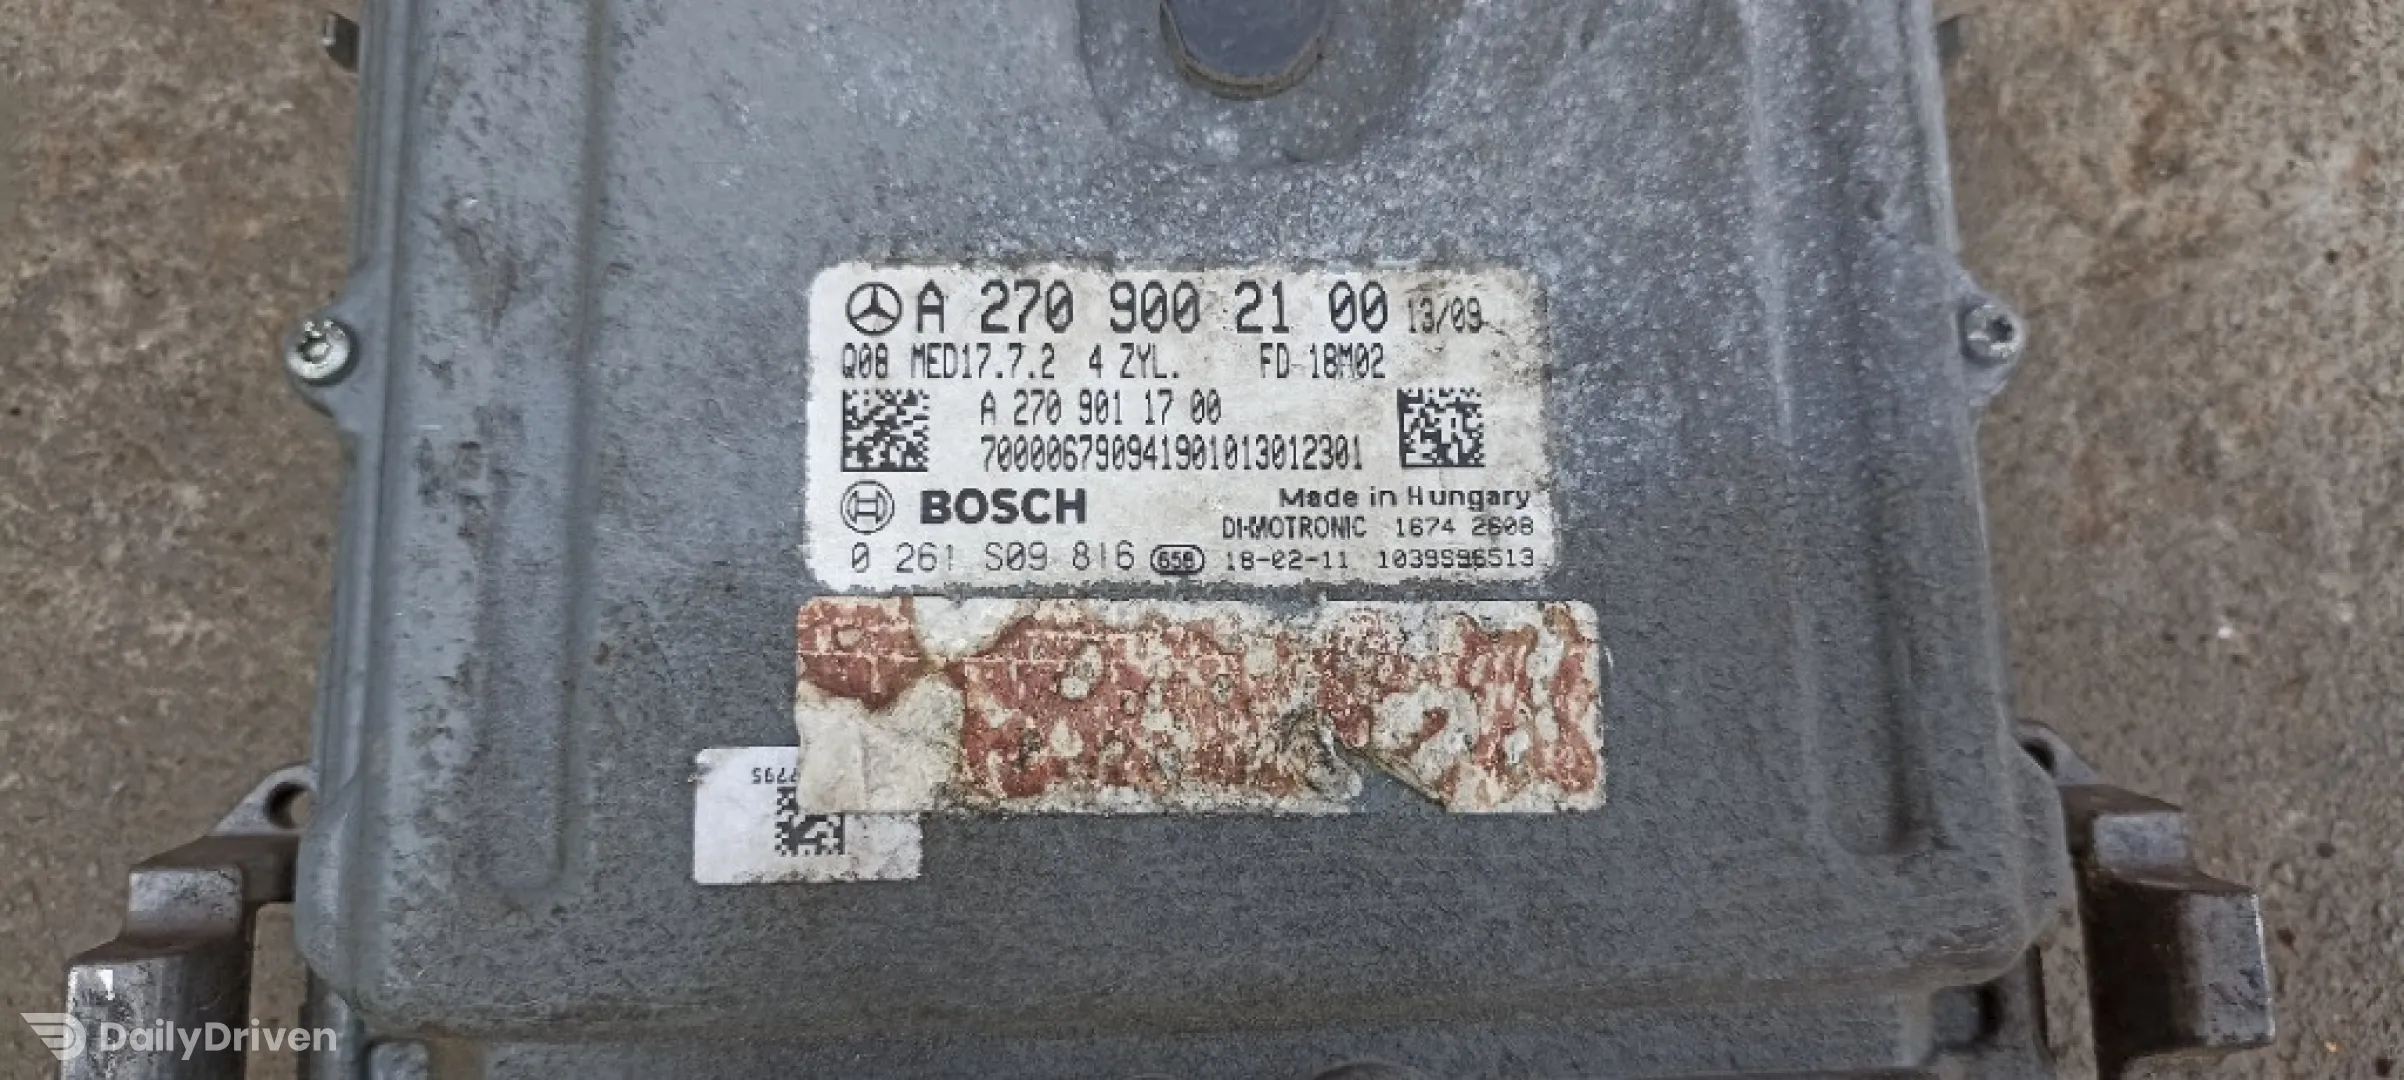 A 270 900 21 00 13/09
Q08 MED17.7.2 4 ZYL. FD-18M02
A 270 901 17 00
700006790941901013012301
BOSCH Made in Hungary
DI-MOTRONIC 1674 2608
0 261 S09 816 658 18-02-11 1039S96513
DailyDriven